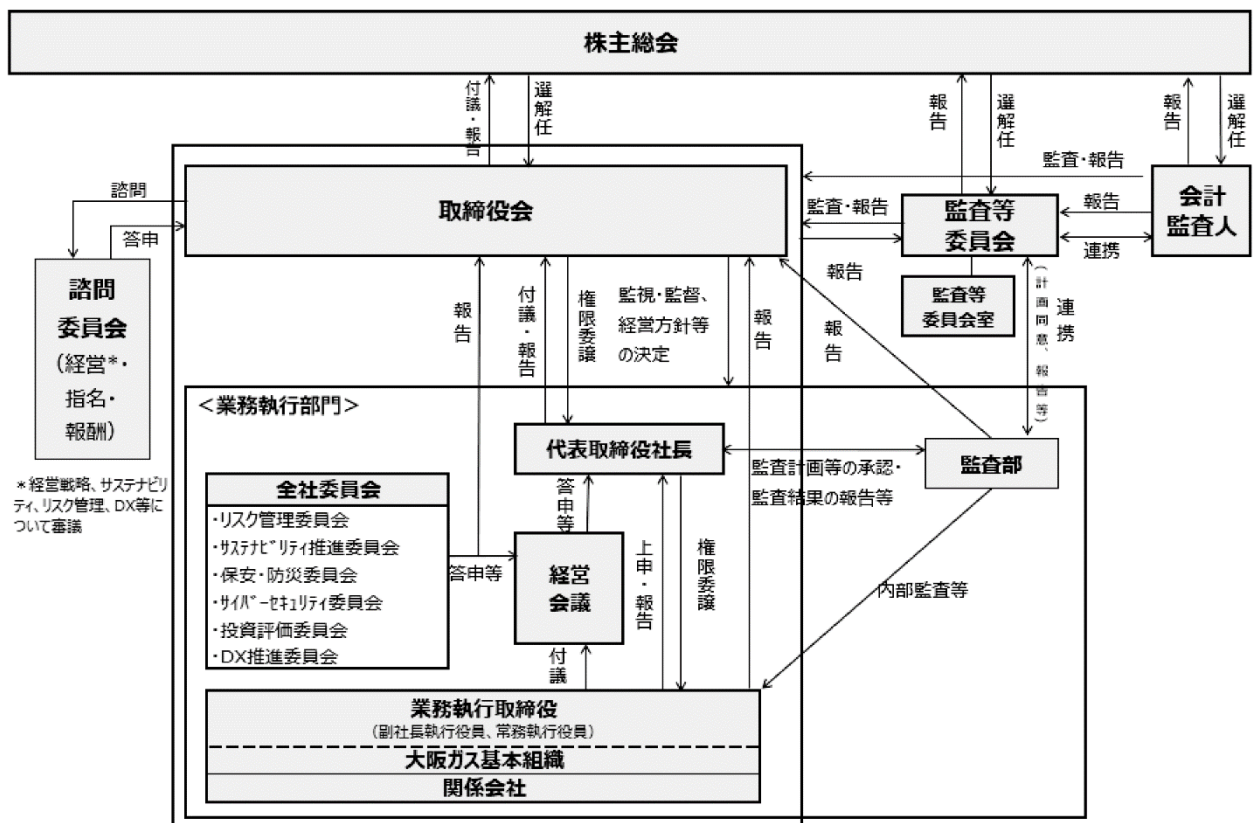 株主総会
付議・報告
選解任
報告
選解任
報告
選解任
取締役会
諮問
答申
監査・報告
監査・報告
報告
報告
連携
監査等
委員会
会計
監査人
監査等
委員会室
諮問
委員会
(経営*・
指名・
報酬)
*経営戦略、サステナビリ
ティ、リスク管理、DX等に
ついて審議
報告
付議・報告
権限委譲
監視・監督、
経営方針等
の決定
報告
報告
連携
(計画同意、報告等)
<業務執行部門>
代表取締役社長
監査部
監査計画等の承認・
監査結果の報告等
全社委員会
・リスク管理委員会
・ｻｽﾃﾅﾋﾞﾘﾃｨ推進委員会
・保安・防災委員会
・ｻｲﾊﾞｰｾｷｭﾘﾃｨ委員会
・投資評価委員会
・DX推進委員会
答申等
答申等
経営
会議
付議
上申・報告
権限委譲
内部監査等
業務執行取締役
(副社長執行役員、常務執行役員)
大阪ガス基本組織
関係会社